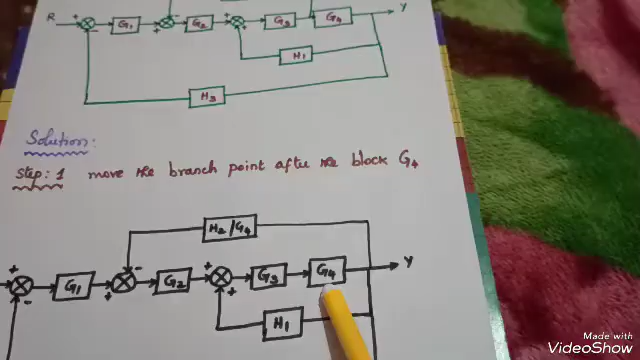 R + - G1 + - G2 + + G3 G4 Y
H1
H3
Solution:
Step: 1 move the branch point after the block G4
H2/G4
+ - G1 + - G2 + + G3 G4 Y
H1
Made with
VideoShow